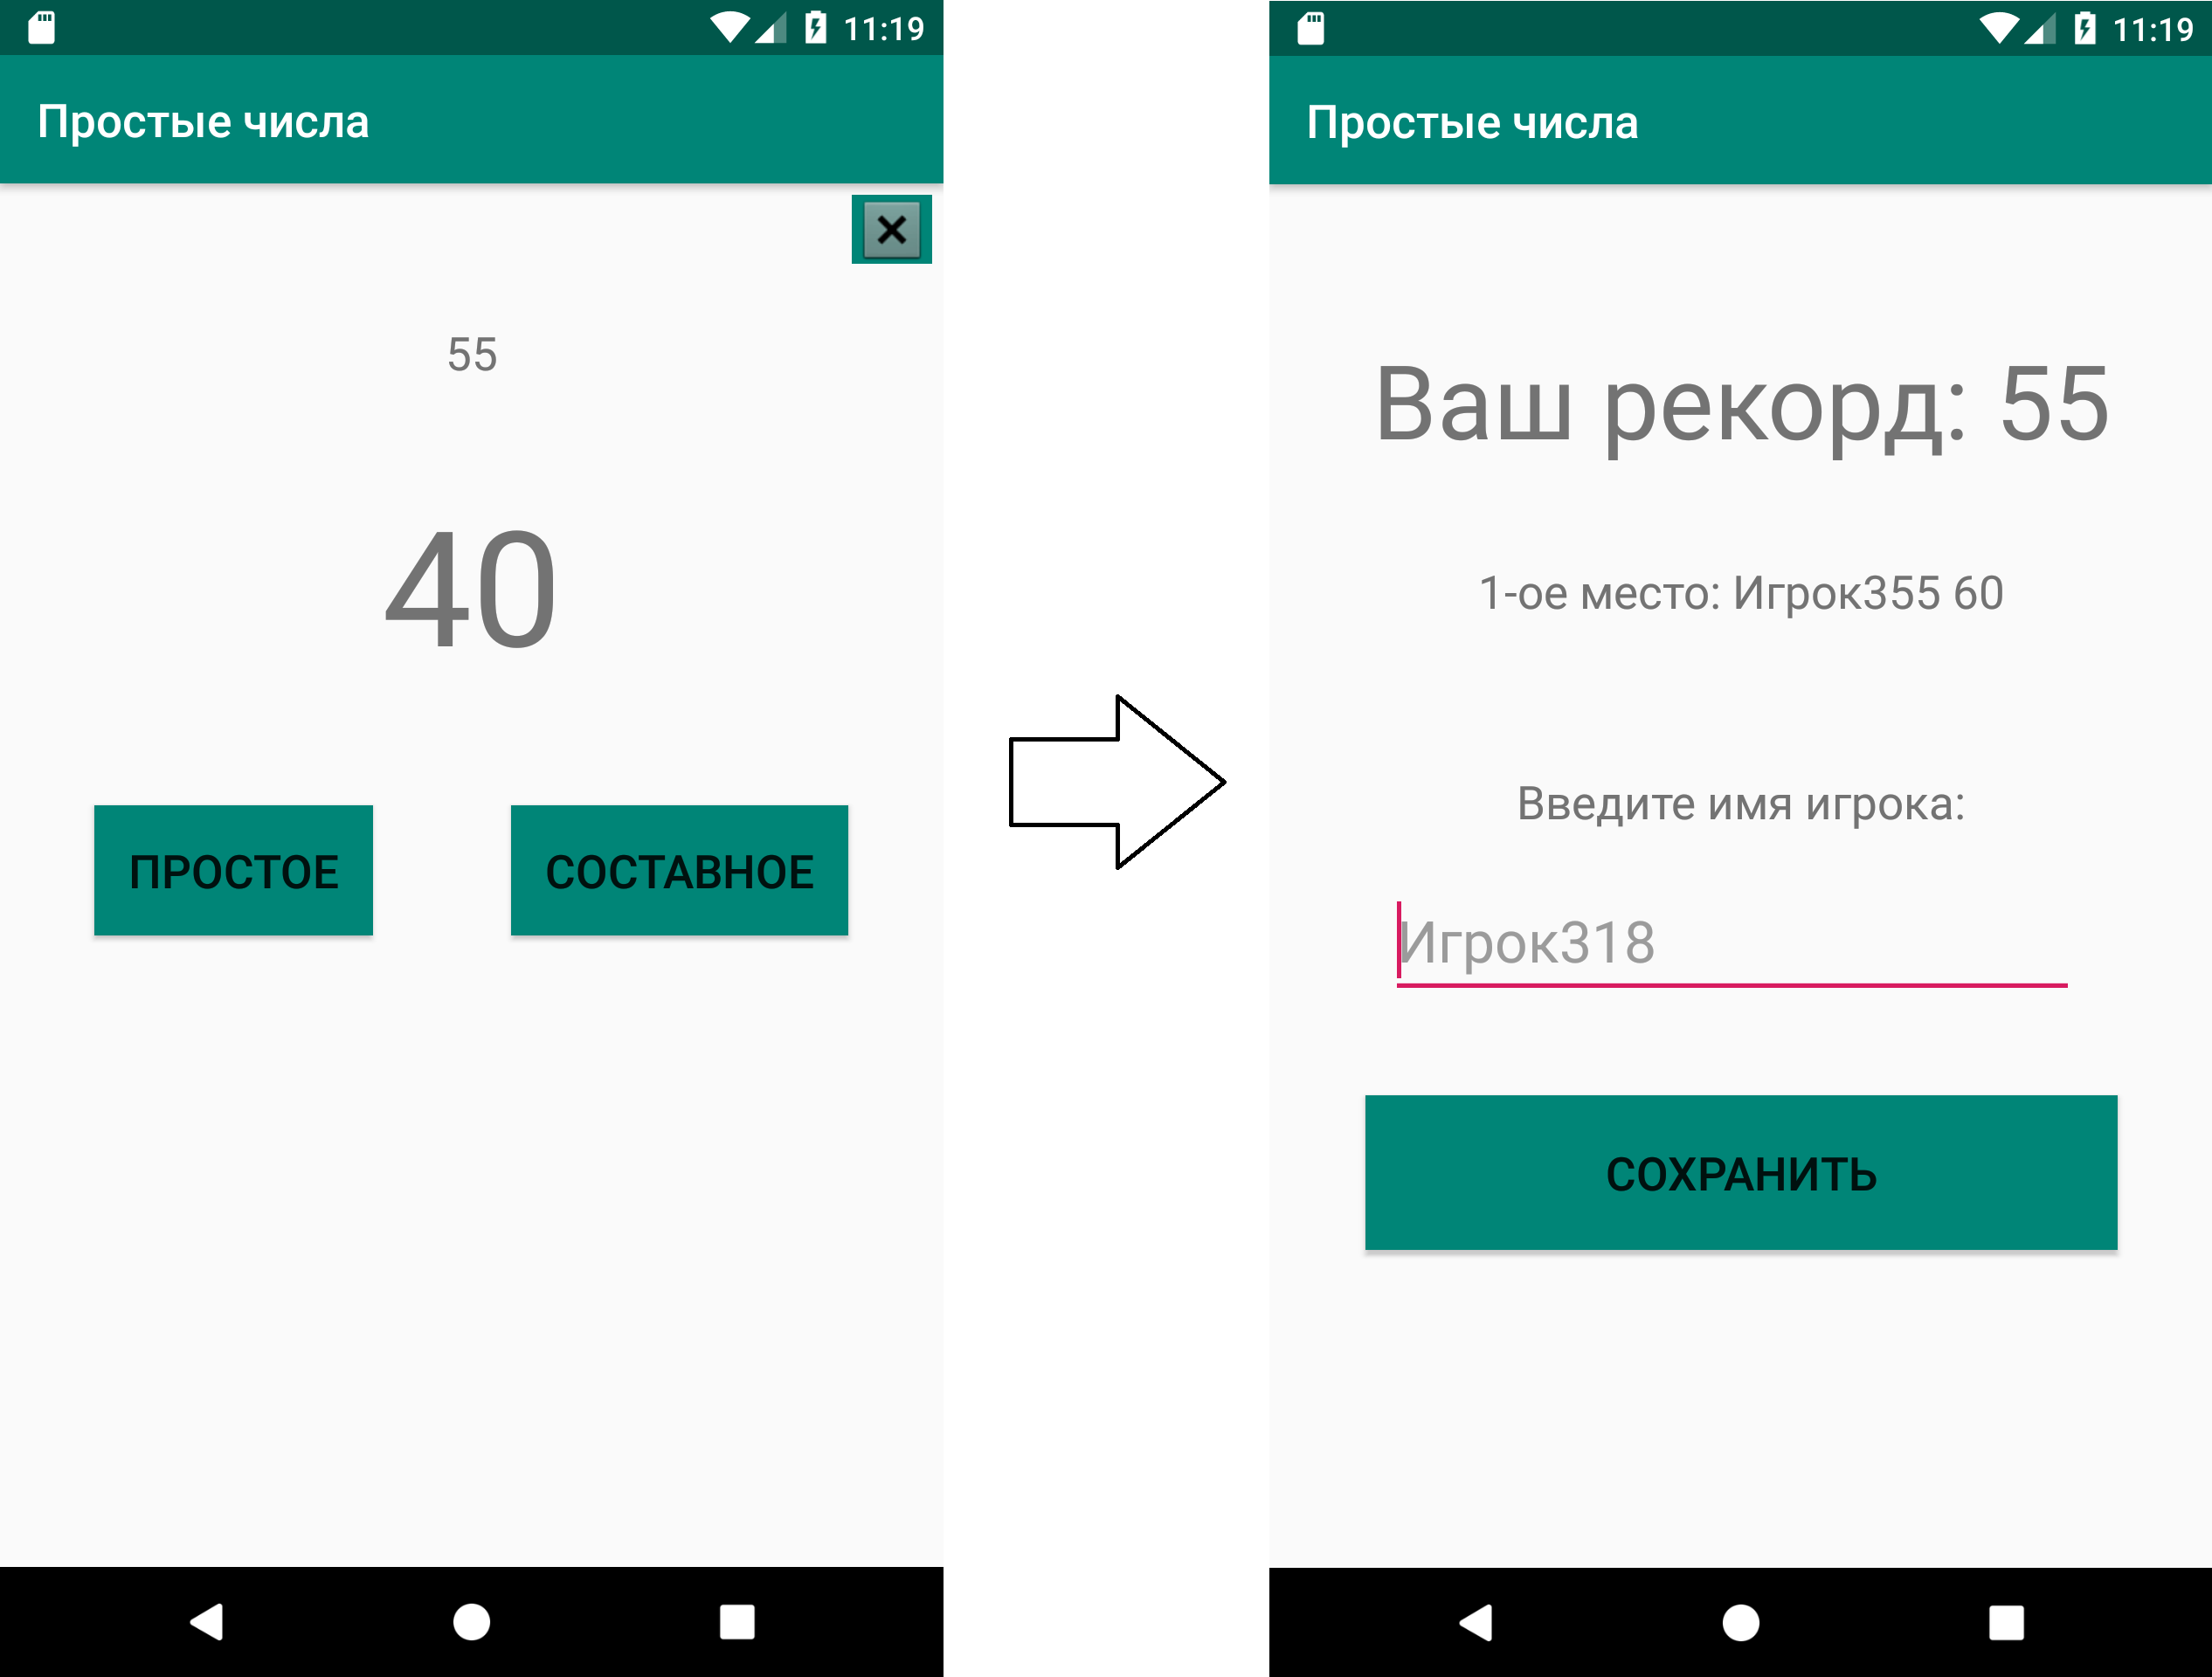 11:19
Простые числа
55
40
ПРОСТОЕ
СОСТАВНОЕ
11:19
Простые числа
Ваш рекорд: 55
1-ое место: Игрок355 60
Введите имя игрока:
Игрок318
СОХРАНИТЬ